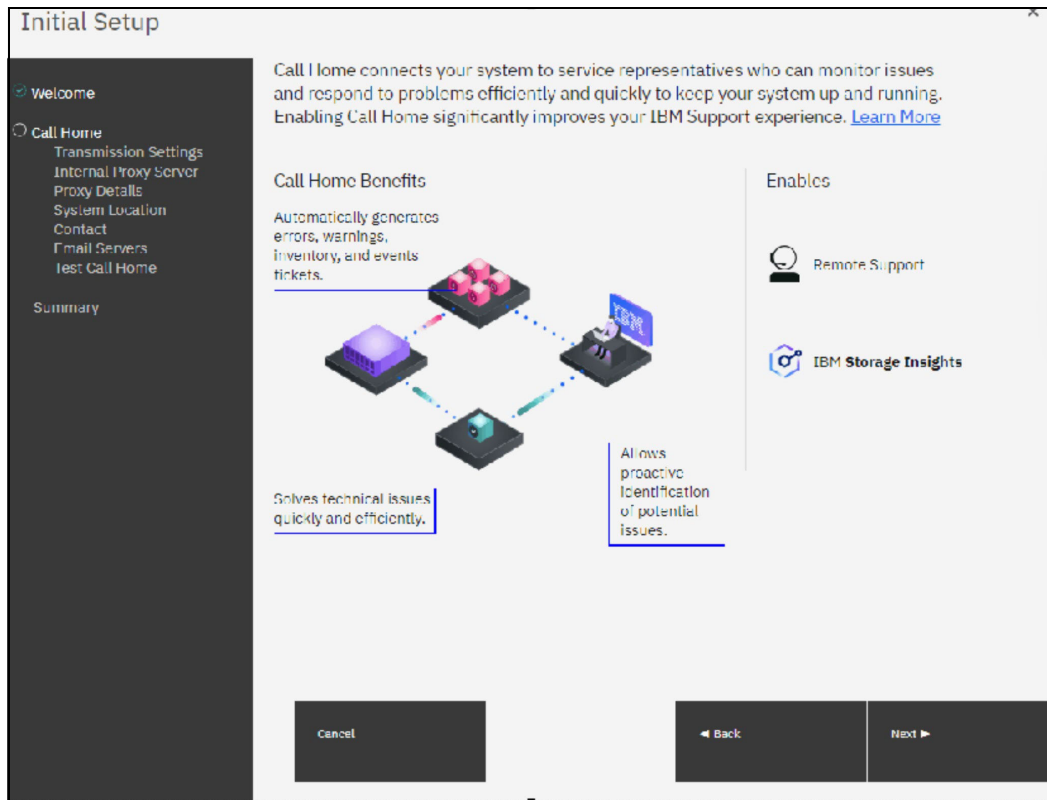 Initial Setup
Welcome
Call Home
Transmission Settings
Internal Proxy Server
Proxy Details
System Location
Contact
Email Servers
Test Call Home
Summary
Call Home connects your system to service representatives who can monitor issues
and respond to problems efficiently and quickly to keep your system up and running.
Enabling Call Home significantly improves your IBM Support experience. Learn More
Call Home Benefits
Automatically generates
errors, warnings,
inventory, and events
tickets.
IBM
Solves technical issues
quickly and efficiently.
Allows
proactive
identification
of potential
issues.
Enables
Remote Support
IBM Storage Insights
Cancel
◄ Back
Next ►